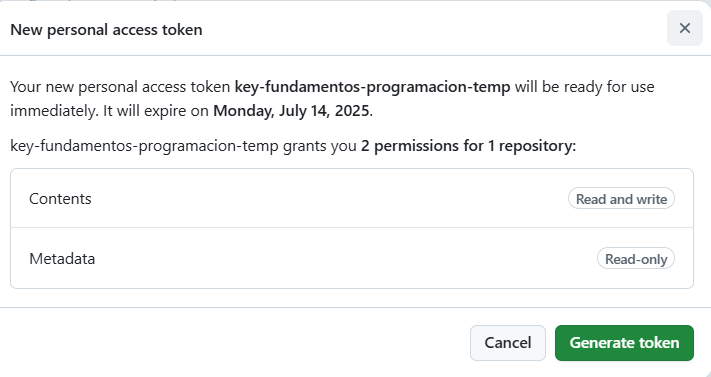 New personal access token
Your new personal access token key-fundamentos-programacion-temp will be ready for use
immediately. It will expire on Monday, July 14, 2025.
key-fundamentos-programacion-temp grants you 2 permissions for 1 repository:
Contents
Read and write
Metadata
Read-only
Cancel
Generate token